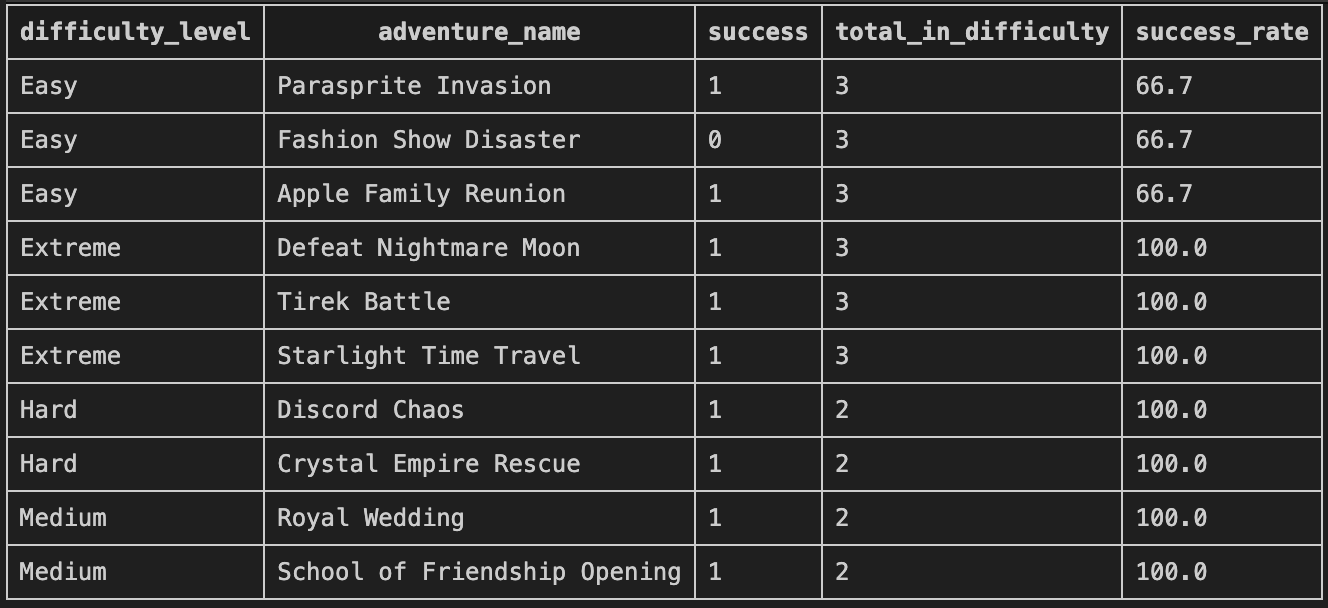 difficulty_level adventure_name success total_in_difficulty success_rate
Easy Parasprite Invasion 1 3 66.7
Easy Fashion Show Disaster 0 3 66.7
Easy Apple Family Reunion 1 3 66.7
Extreme Defeat Nightmare Moon 1 3 100.0
Extreme Tirek Battle 1 3 100.0
Extreme Starlight Time Travel 1 3 100.0
Hard Discord Chaos 1 2 100.0
Hard Crystal Empire Rescue 1 2 100.0
Medium Royal Wedding 1 2 100.0
Medium School of Friendship Opening 1 2 100.0